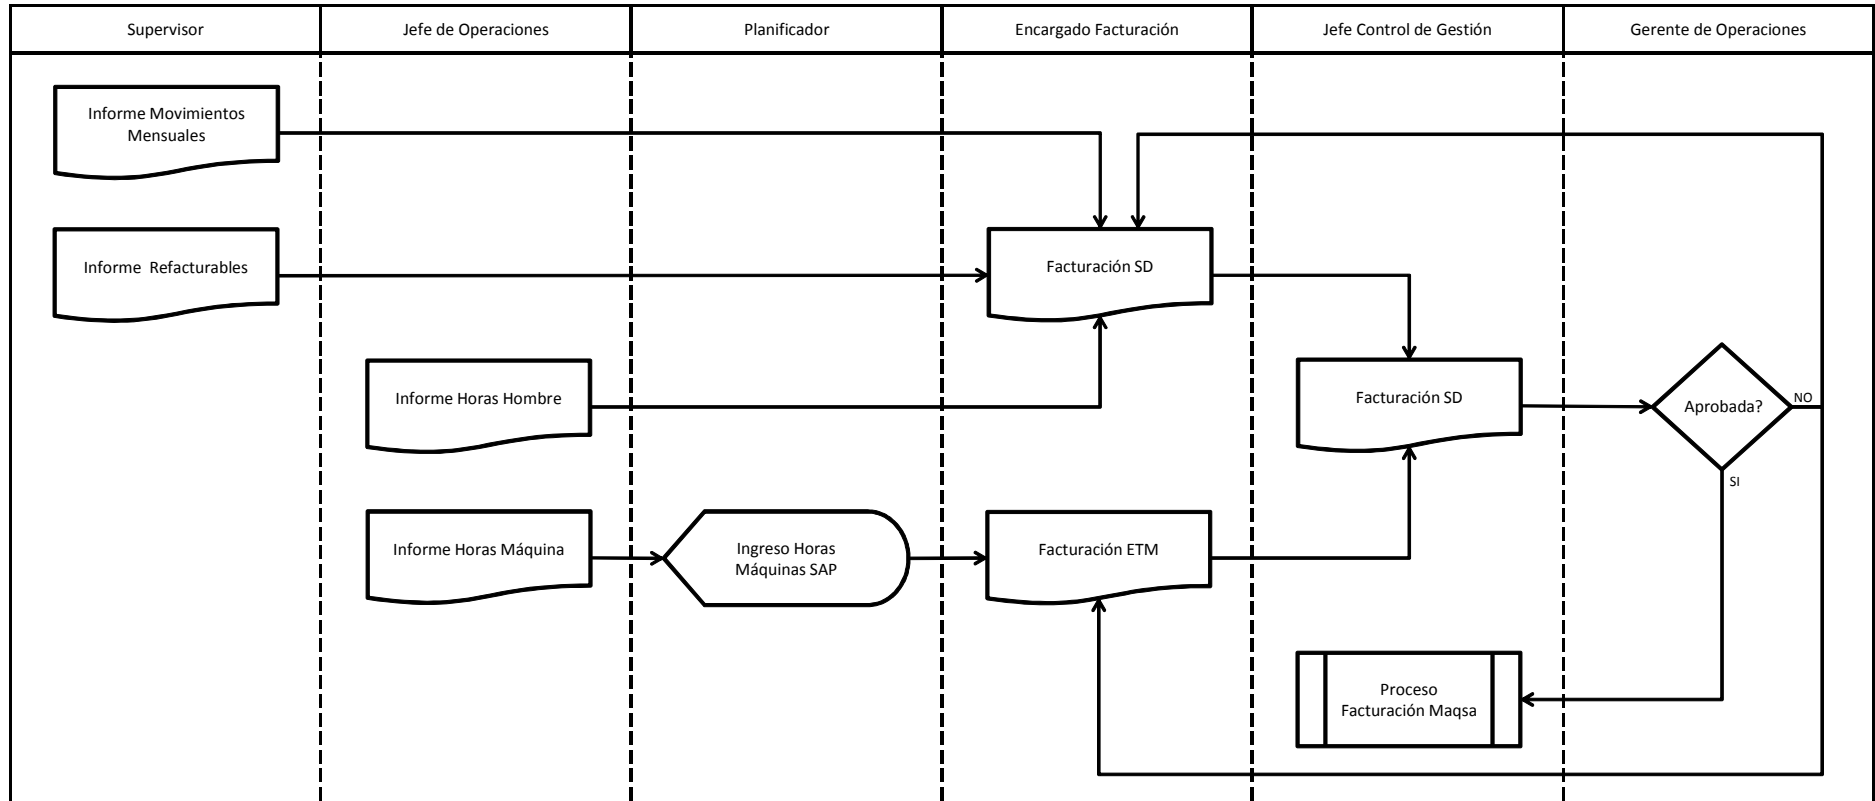 Supervisor
Jefe de Operaciones
Planificador
Encargado Facturación
Jefe Control de Gestión
Gerente de Operaciones
Informe Movimientos
Mensuales
Informe Refacturables
Facturación SD
Informe Horas Hombre
Facturación SD
Aprobada?
NO
SI
Informe Horas Máquina
Ingreso Horas
Máquinas SAP
Facturación ETM
Proceso
Facturación Maqsa